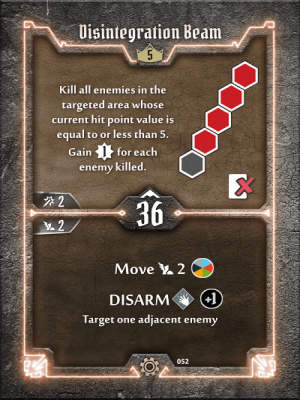 Disintegration Beam
5
Kill all enemies in the
targeted area whose
current hit point value is
equal to or less than 5.
Gain 1 for each
enemy killed.
2
36
2
Move 2
DISARM +1
Target one adjacent enemy
052